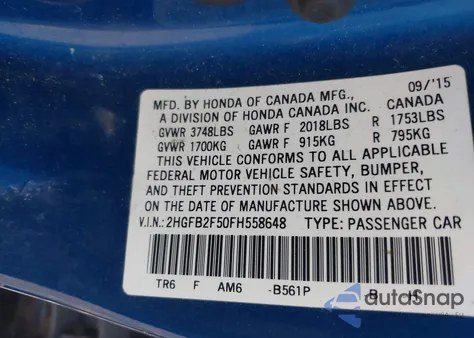 MFD. BY HONDA OF CANADA MFG., 09/'15
A DIVISION OF HONDA CANADA INC. CANADA
GVWR 3748LBS GAWR F 2018LBS R 1753LBS
GVWR 1700KG GAWR F 915KG R 795KG
THIS VEHICLE CONFORMS TO ALL APPLICABLE
FEDERAL MOTOR VEHICLE SAFETY, BUMPER,
AND THEFT PREVENTION STANDARDS IN EFFECT
ON THE DATE OF MANUFACTURE SHOWN ABOVE.
V.I.N.: 2HGFB2F50FH558648 TYPE: PASSENGER CAR
TR6 F AM6 -B561P B
autoSnap